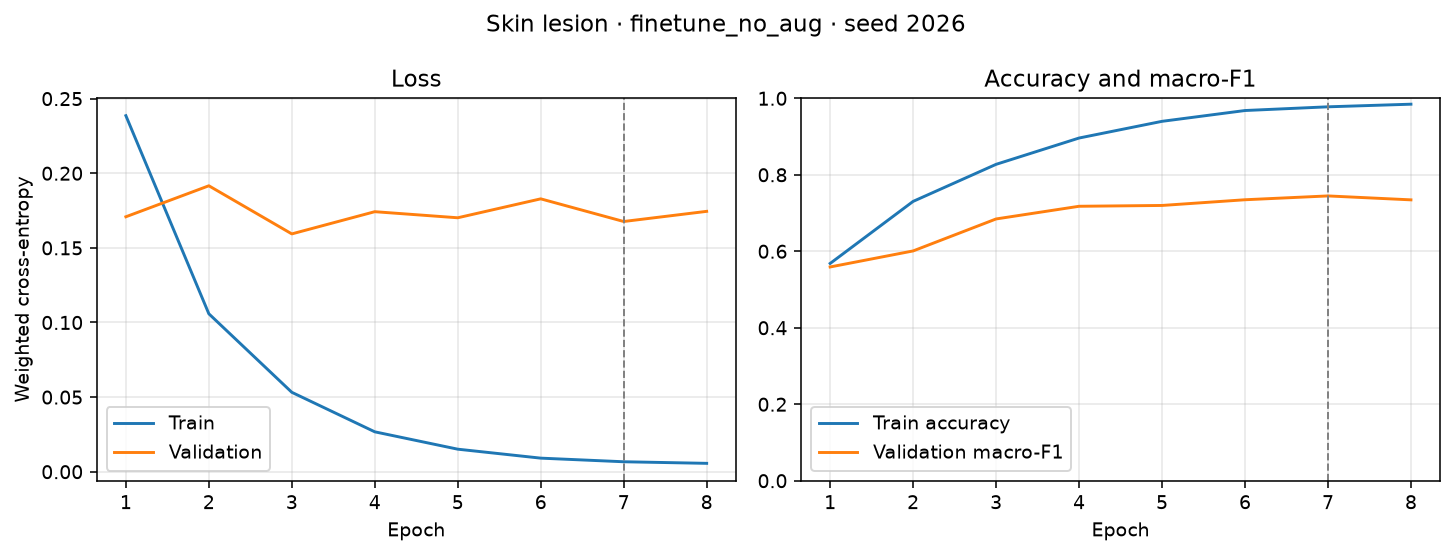 Skin lesion · finetune_no_aug · seed 2026
Loss
Weighted cross-entropy
0.25
0.20
0.15
0.10
0.05
0.00
Train
Validation
1 2 3 4 5 6 7 8
Epoch
Accuracy and macro-F1
1.0
0.8
0.6
0.4
0.2
0.0
Train accuracy
Validation macro-F1
1 2 3 4 5 6 7 8
Epoch